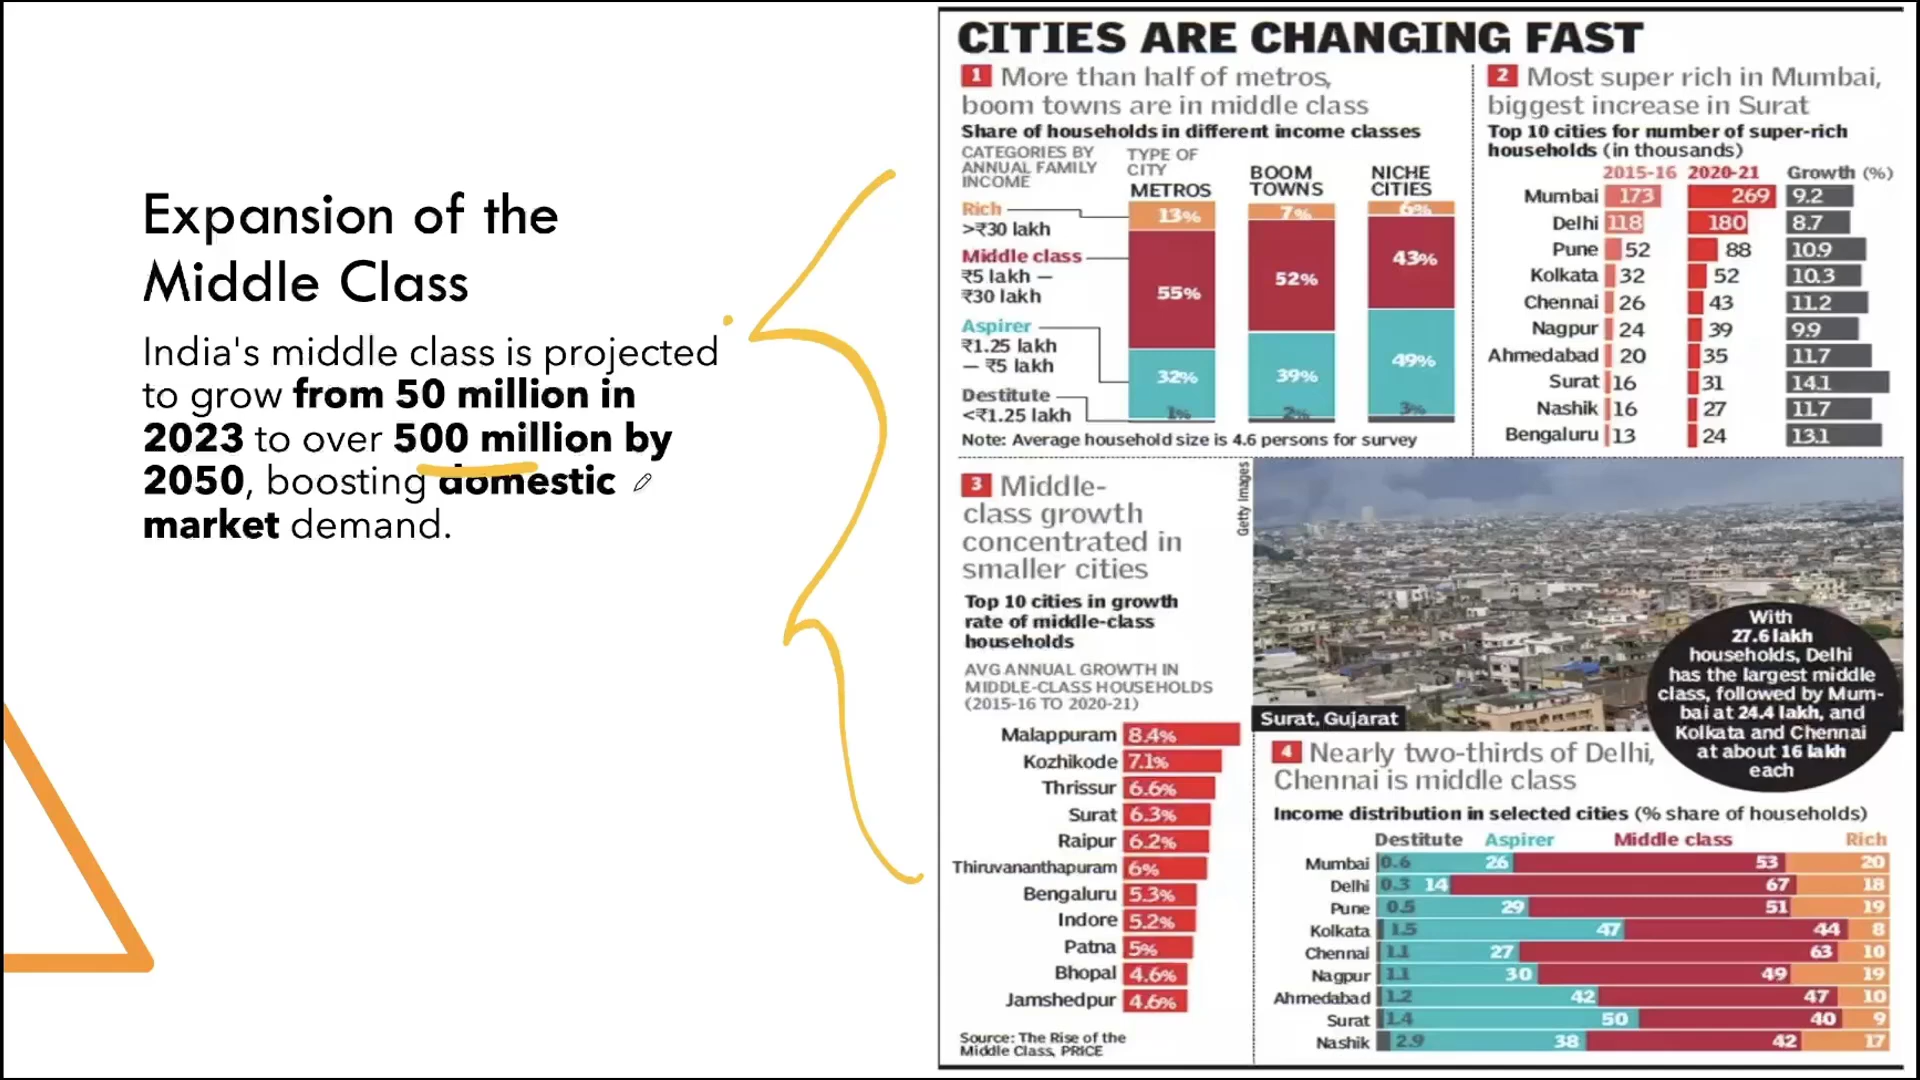 Expansion of the
Middle Class
India's middle class is projected
to grow from 50 million in
2023 to over 500 million by
2050, boosting domestic
market demand.
CITIES ARE CHANGING FAST
1 More than half of metros,
boom towns are in middle class
Share of households in different income classes
CATEGORIES BY
ANNUAL FAMILY
INCOME
TYPE OF
CITY
METROS
BOOM
TOWNS
NICHE
CITIES
Rich
>₹30 lakh
Middle class
₹5 lakh —
₹30 lakh
Aspirer
₹1.25 lakh
— ₹5 lakh
Destitute
<₹1.25 lakh
13% 7% 6%
55% 52% 43%
32% 39% 49%
1% 2% 3%
Note: Average household size is 4.6 persons for survey
2 Most super rich in Mumbai,
biggest increase in Surat
Top 10 cities for number of super-rich
households (in thousands)
2015-16 2020-21 Growth (%)
Mumbai 173 269 9.2
Delhi 118 180 8.7
Pune 52 88 10.9
Kolkata 32 52 10.3
Chennai 26 43 11.2
Nagpur 24 39 9.9
Ahmedabad 20 35 11.7
Surat 16 31 14.1
Nashik 16 27 11.7
Bengaluru 13 24 13.1
3 Middle-
class growth
concentrated in
smaller cities
Top 10 cities in growth
rate of middle-class
households
AVG ANNUAL GROWTH IN
MIDDLE-CLASS HOUSEHOLDS
(2015-16 TO 2020-21)
Malappuram 8.4%
Kozhikode 7.1%
Thrissur 6.6%
Surat 6.3%
Raipur 6.2%
Thiruvananthapuram 6%
Bengaluru 5.3%
Indore 5.2%
Patna 5%
Bhopal 4.6%
Jamshedpur 4.6%
Source: The Rise of the
Middle Class, PRICE
Getty Images
Surat, Gujarat
With
27.6 lakh
households, Delhi
has the largest middle
class, followed by Mum-
bai at 24.4 lakh, and
Kolkata and Chennai
at about 16 lakh
each
4 Nearly two-thirds of Delhi,
Chennai is middle class
Income distribution in selected cities (% share of households)
Destitute Aspirer Middle class Rich
Mumbai 0.6 26 53 20
Delhi 0.3 14 67 18
Pune 0.5 29 51 19
Kolkata 1.5 47 44 8
Chennai 1.1 27 63 10
Nagpur 1.1 30 49 19
Ahmedabad 1.2 42 47 10
Surat 1.4 50 40 9
Nashik 2.9 38 42 17